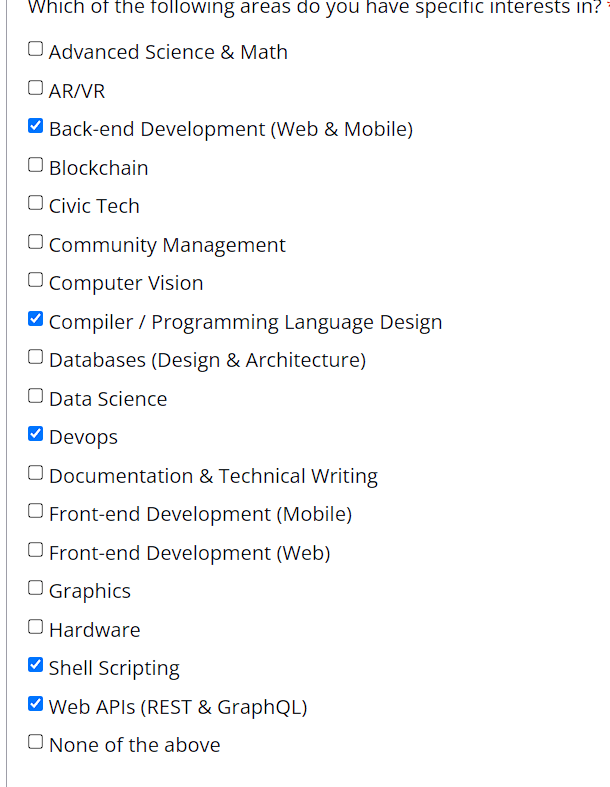 Which of the following areas do you have specific interests in? *
Advanced Science & Math
AR/VR
Back-end Development (Web & Mobile)
Blockchain
Civic Tech
Community Management
Computer Vision
Compiler / Programming Language Design
Databases (Design & Architecture)
Data Science
Devops
Documentation & Technical Writing
Front-end Development (Mobile)
Front-end Development (Web)
Graphics
Hardware
Shell Scripting
Web APIs (REST & GraphQL)
None of the above